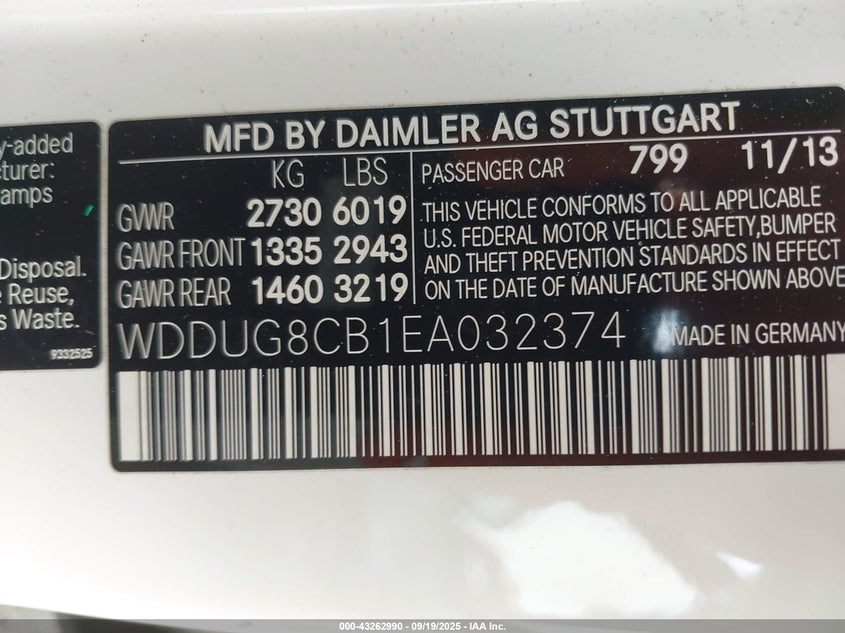 y-added
cturer:
amps
Disposal.
e Reuse,
s Waste.
9332525
MFD BY DAIMLER AG STUTTGART
KG LBS
GVWR 2730 6019
GAWR FRONT 1335 2943
GAWR REAR 1460 3219
PASSENGER CAR 799 11/13
THIS VEHICLE CONFORMS TO ALL APPLICABLE
U.S. FEDERAL MOTOR VEHICLE SAFETY,BUMPER
AND THEFT PREVENTION STANDARDS IN EFFECT
ON THE DATE OF MANUFACTURE SHOWN ABOVE
WDDUG8CB1EA032374 MADE IN GERMANY
000-43262990 - 09/19/2025 - IAA Inc.